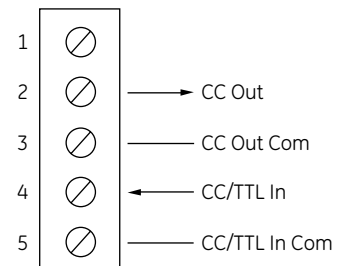 1
2 CC Out
3 CC Out Com
4 CC/TTL In
5 CC/TTL In Com